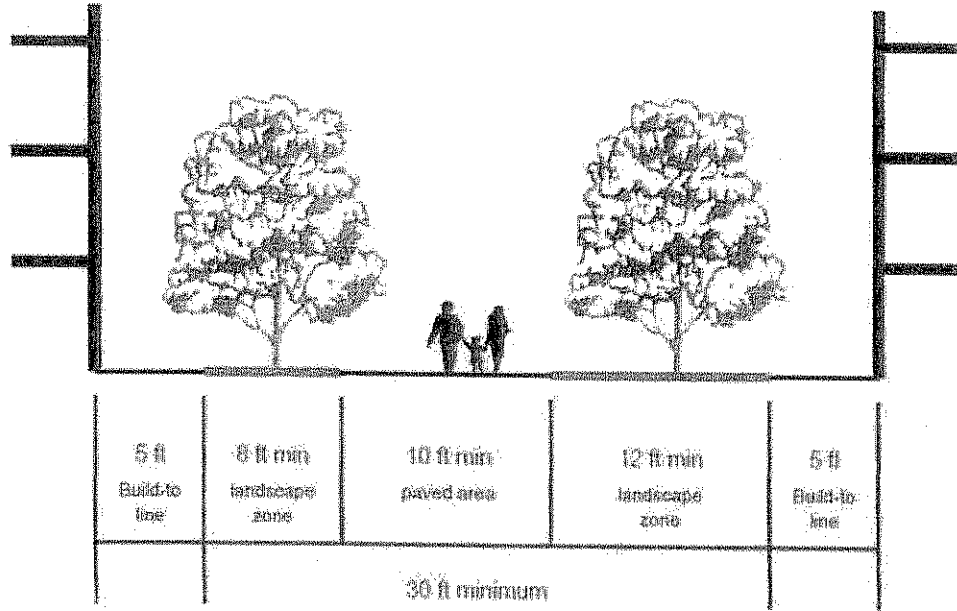 5 ft
Build-to
line
8 ft min
landscape
zone
10 ft min
paved area
12 ft min
landscape
zone
5 ft
Build-to
line
30 ft minimum